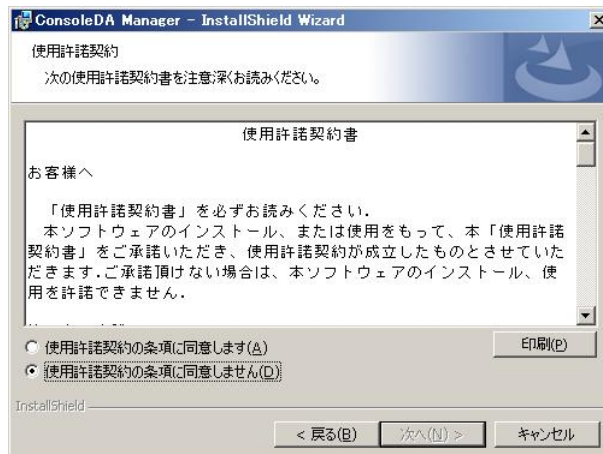 ConsoleDA Manager - InstallShield Wizard
使用許諾契約
次の使用許諾契約書を注意深くお読みください。
使用許諾契約書
お客様へ
「使用許諾契約書」を必ずお読みください.
本ソフトウェアのインストール、または使用をもって、本「使用許諾
契約書」をご承諾いただき、使用許諾契約が成立したものとさせていた
だきます.ご承諾頂けない場合は、本ソフトウェアのインストール、使
用を許諾できません.
使用許諾契約の条項に同意します(A)
印刷(P)
使用許諾契約の条項に同意しません(D)
InstallShield
< 戻る(B)
次へ(N) >
キャンセル